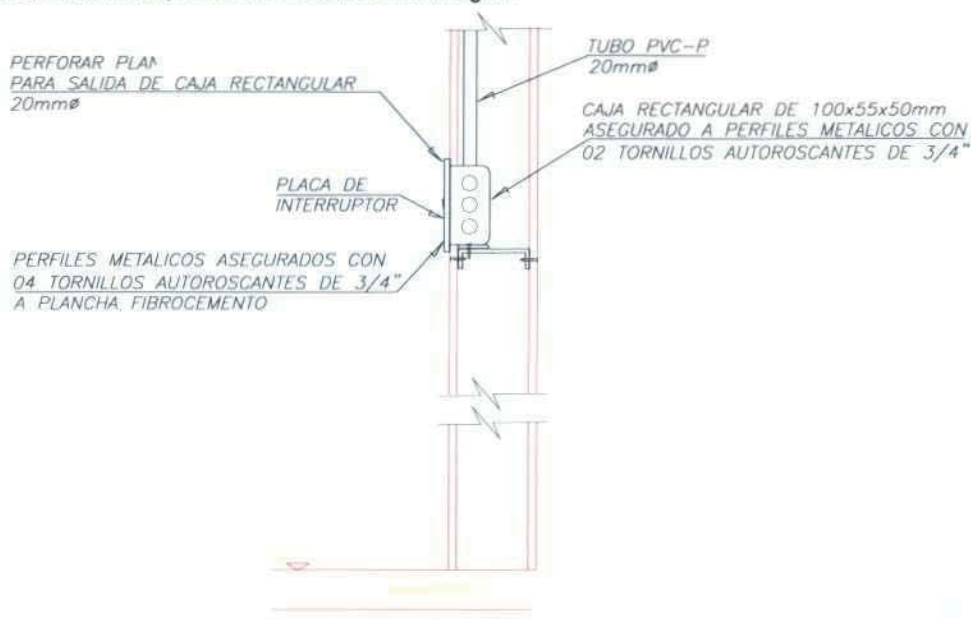 PERFORAR PLAN
PARA SALIDA DE CAJA RECTANGULAR
20mmø
TUBO PVC-P
20mmø
CAJA RECTANGULAR DE 100x55x50mm
ASEGURADO A PERFILES METALICOS CON
02 TORNILLOS AUTOROSCANTES DE 3/4"
PLACA DE
INTERRUPTOR
PERFILES METALICOS ASEGURADOS CON
04 TORNILLOS AUTOROSCANTES DE 3/4"
A PLANCHA FIBROCEMENTO